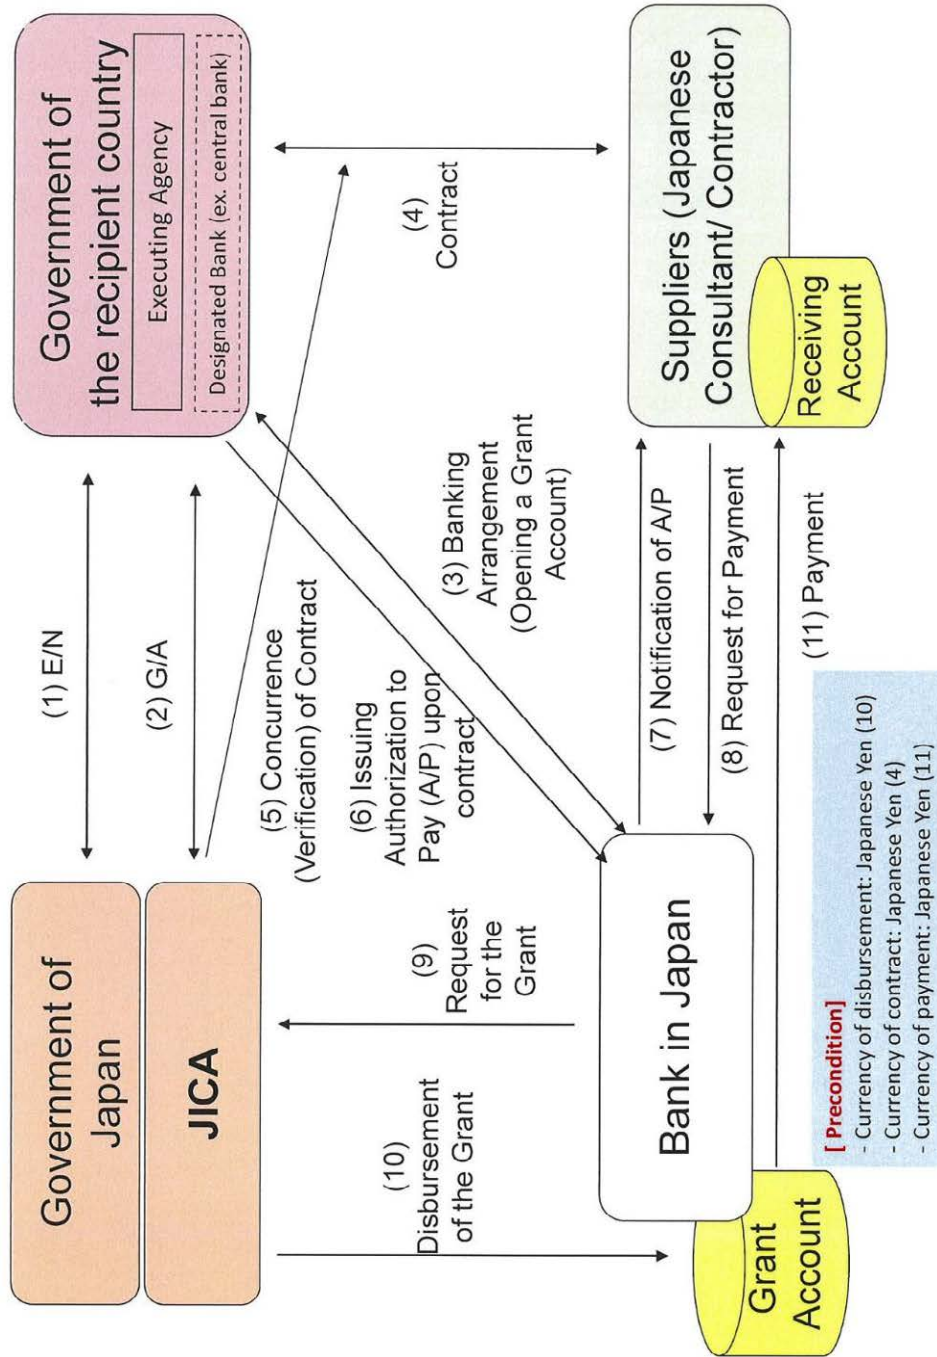 Government of
Japan
JICA
(1) E/N
(2) G/A
Government of
the recipient country
Executing Agency
Designated Bank (ex. central bank)
(10)
Disbursement
of the Grant
(9)
Request
for the
Grant
(5) Concurrence
(Verification) of Contract
(6) Issuing
Authorization to
Pay (A/P) upon
contract
(3) Banking
Arrangement
(Opening a Grant
Account)
(4)
Contract
Bank in Japan
Grant
Account
(7) Notification of A/P
(8) Request for Payment
(11) Payment
Suppliers (Japanese
Consultant/ Contractor)
Receiving
Account
[ Precondition]
- Currency of disbursement: Japanese Yen (10)
- Currency of contract: Japanese Yen (4)
- Currency of payment: Japanese Yen (11)